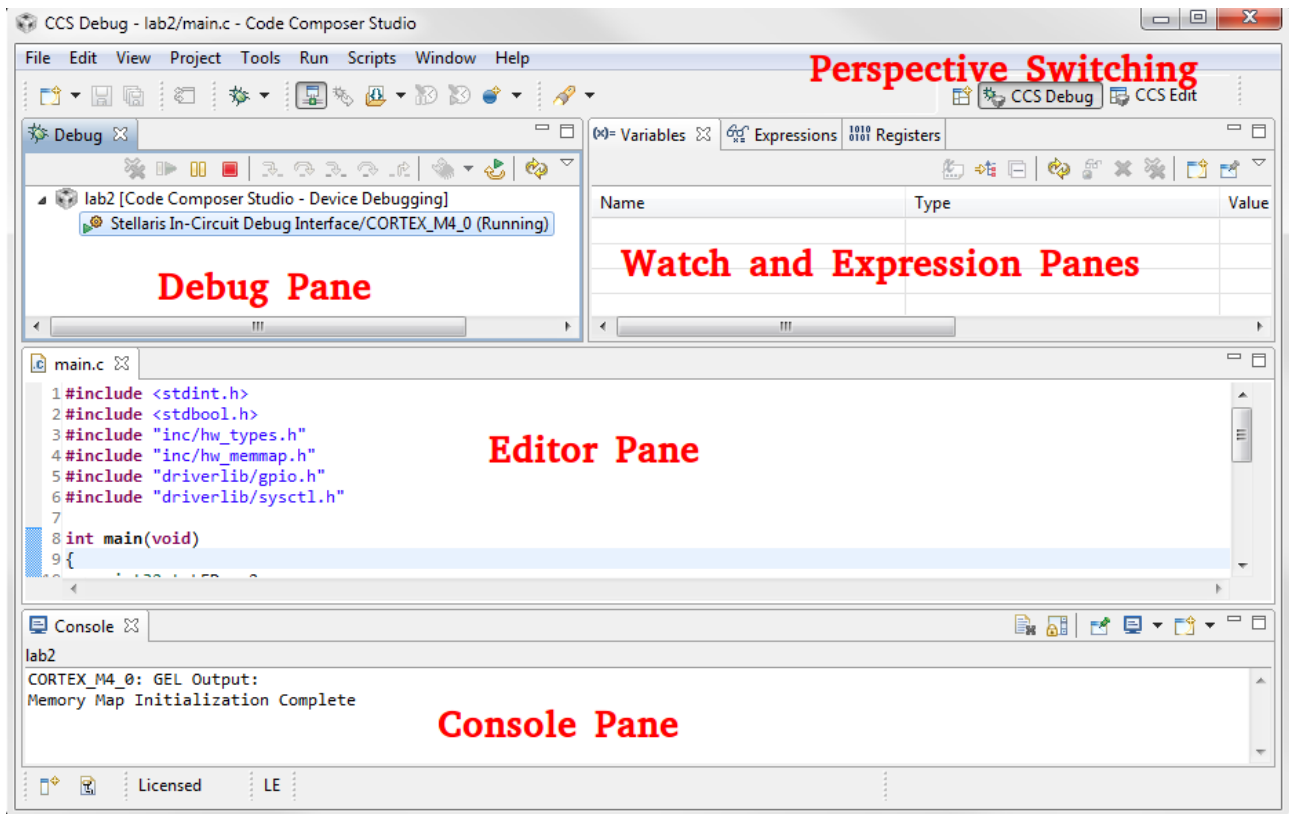 CCS Debug - lab2/main.c - Code Composer Studio
File Edit View Project Tools Run Scripts Window Help
Perspective Switching
CCS Debug CCS Edit
Debug
(x)= Variables Expressions 1010 0101 Registers
lab2 [Code Composer Studio - Device Debugging]
Stellaris In-Circuit Debug Interface/CORTEX_M4_0 (Running)
Debug Pane
Name Type Value
Watch and Expression Panes
main.c
1 #include <stdint.h>
2 #include <stdbool.h>
3 #include "inc/hw_types.h"
4 #include "inc/hw_memmap.h"
5 #include "driverlib/gpio.h"
6 #include "driverlib/sysctl.h"
7
8 int main(void)
9 {
Editor Pane
Console
lab2
CORTEX_M4_0: GEL Output:
Memory Map Initialization Complete
Console Pane
Licensed LE